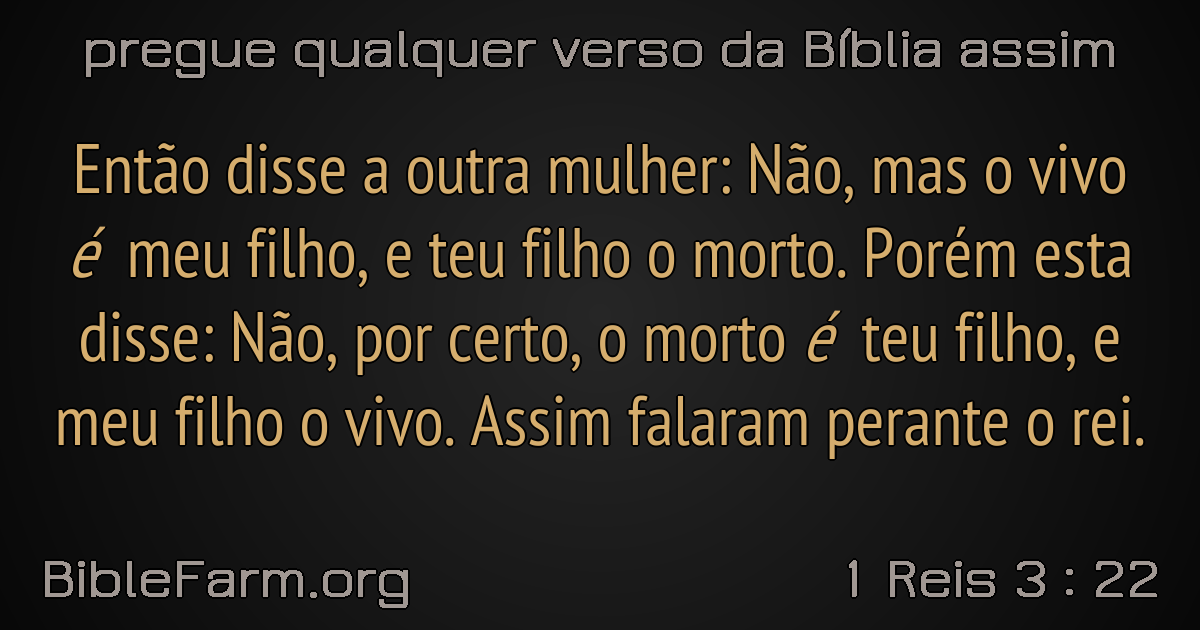 pregue qualquer verso da Bíblia assim
Então disse a outra mulher: Não, mas o vivo
é meu filho, e teu filho o morto. Porém esta
disse: Não, por certo, o morto é teu filho, e
meu filho o vivo. Assim falaram perante o rei.
BibleFarm.org
1 Reis 3 : 22